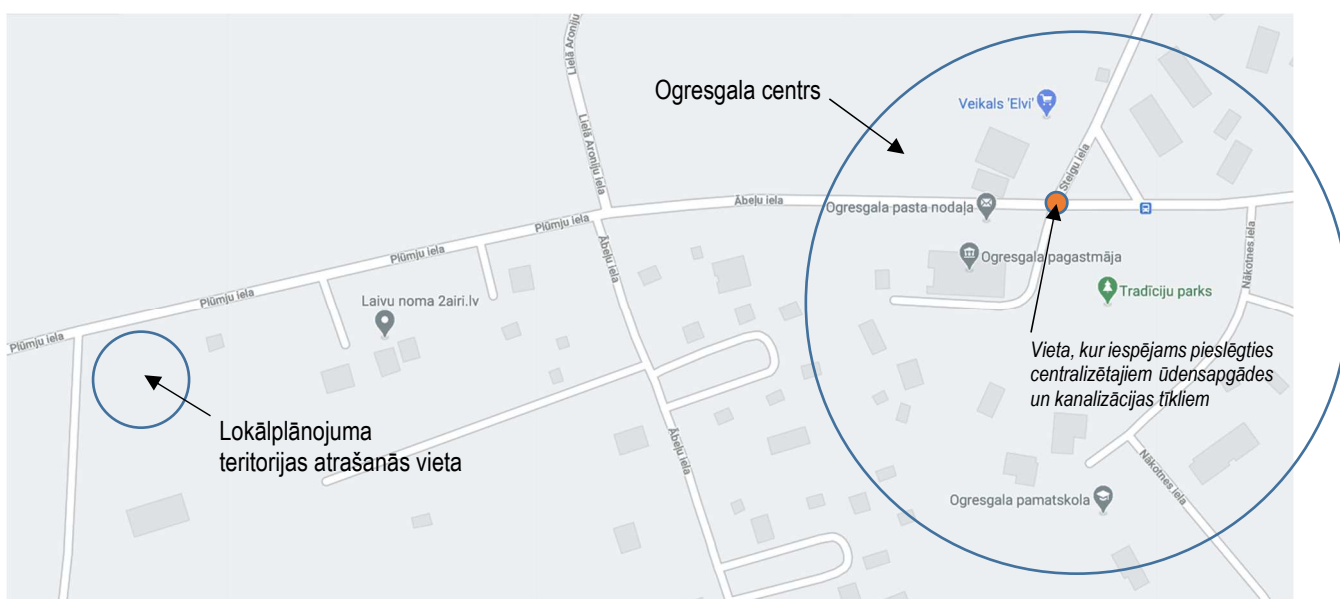 Lielā Aroniju iela
Ogresgala centrs
Veikals 'Elvi'
Lielā Aroniju iela
Steigu iela
Ābeļu iela
Ogresgala pasta nodaļa
Plūmju iela
Ābeļu iela
Plūmju iela
Ogresgala pagastmāja
Nākotnes iela
Plūmju iela
Laivu noma 2airi.lv
Tradīciju parks
Plūmju iela
Vieta, kur iespējams pieslēgties
centralizētajiem ūdensapgādes
un kanalizācijas tīkliem
Lokālplānojuma
teritorijas atrašanās vieta
Ābeļu iela
Nākotnes iela
Ogresgala pamatskola